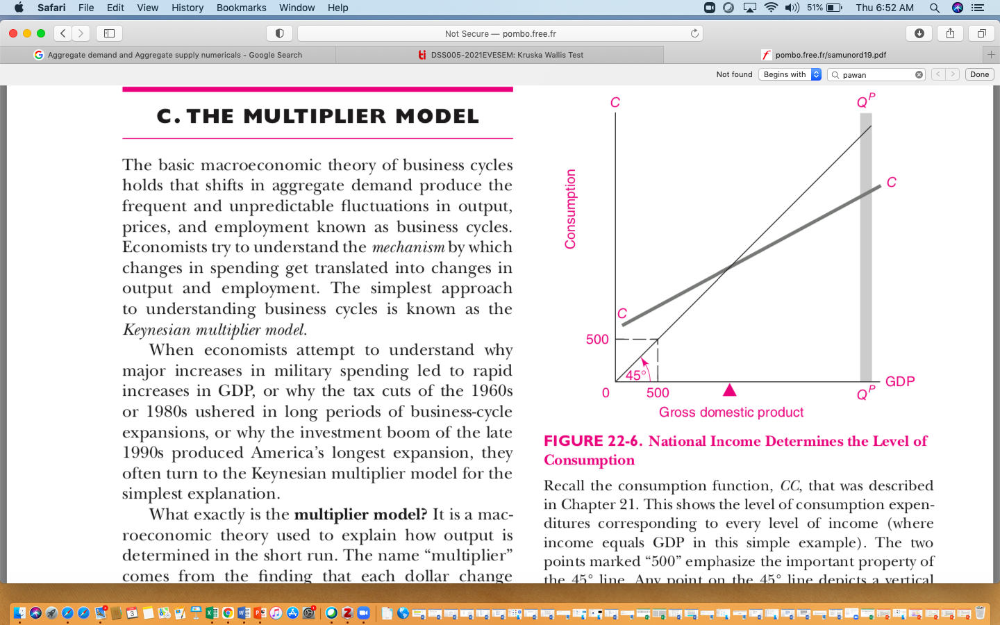 Safari File Edit View History Bookmarks Window Help 51% Thu 6:52 AM
Not Secure — pombo.free.fr
Aggregate demand and Aggregate supply numericals - Google Search
DSS005-2021EVESEM: Kruska Wallis Test
pombo.free.fr/samunord19.pdf
Not found Begins with pawan Done
C. THE MULTIPLIER MODEL
The basic macroeconomic theory of business cycles
holds that shifts in aggregate demand produce the
frequent and unpredictable fluctuations in output,
prices, and employment known as business cycles.
Economists try to understand the mechanism by which
changes in spending get translated into changes in
output and employment. The simplest approach
to understanding business cycles is known as the
Keynesian multiplier model.
When economists attempt to understand why
major increases in military spending led to rapid
increases in GDP, or why the tax cuts of the 1960s
or 1980s ushered in long periods of business-cycle
expansions, or why the investment boom of the late
1990s produced America’s longest expansion, they
often turn to the Keynesian multiplier model for the
simplest explanation.
What exactly is the multiplier model? It is a mac-
roeconomic theory used to explain how output is
determined in the short run. The name “multiplier”
comes from the finding that each dollar change
C
Q^P
Consumption
C
C
500
45°
0
500
Q^P
GDP
Gross domestic product
FIGURE 22-6. National Income Determines the Level of
Consumption
Recall the consumption function, CC, that was described
in Chapter 21. This shows the level of consumption expen-
ditures corresponding to every level of income (where
income equals GDP in this simple example). The two
points marked “500” emphasize the important property of
the 45° line. Any point on the 45° line depicts a vertical